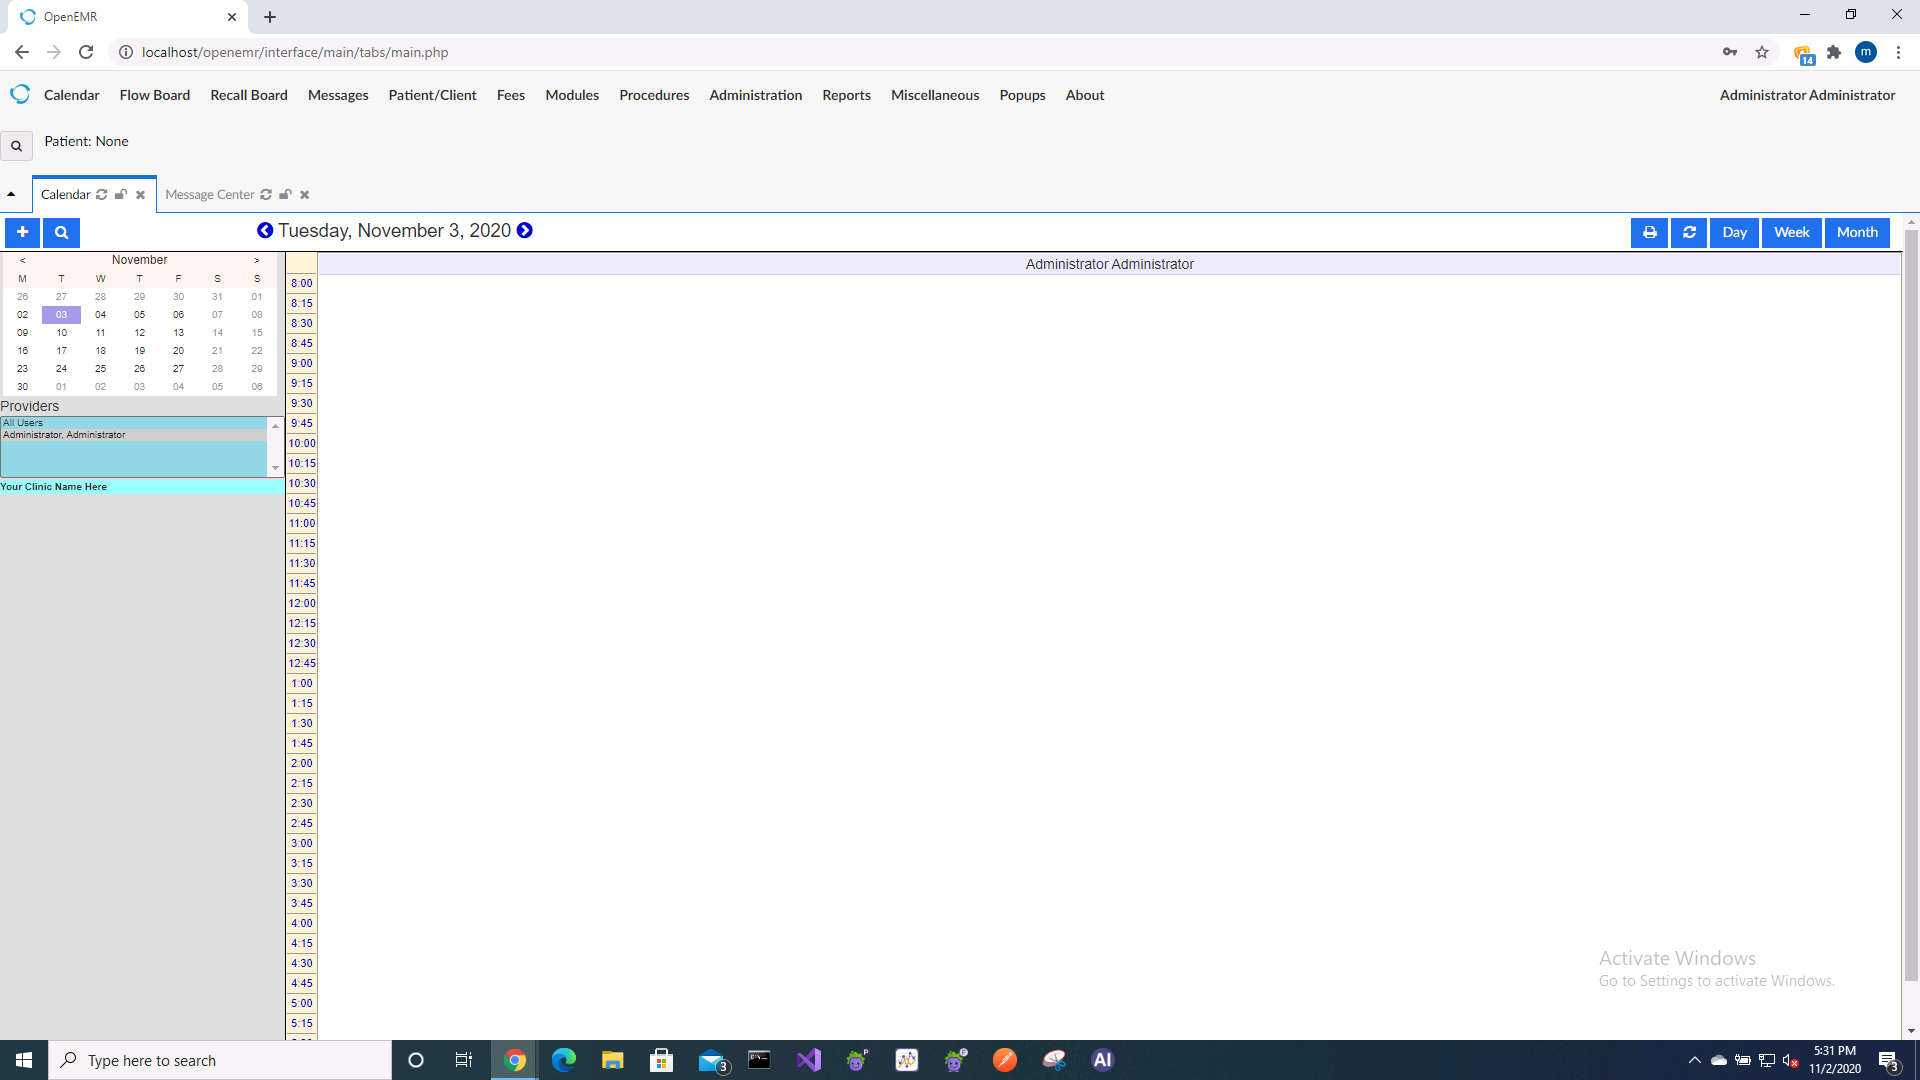 OpenEMR
localhost/openemr/interface/main/tabs/main.php
14
m
Calendar Flow Board Recall Board Messages Patient/Client Fees Modules Procedures Administration Reports Miscellaneous Popups About Administrator Administrator
Patient: None
Calendar Message Center
Tuesday, November 3, 2020
Day Week Month
< November >
M T W T F S S
26 27 28 29 30 31 01
02 03 04 05 06 07 08
09 10 11 12 13 14 15
16 17 18 19 20 21 22
23 24 25 26 27 28 29
30 01 02 03 04 05 06
Providers
All Users
Administrator, Administrator
Your Clinic Name Here
Administrator Administrator
8:00
8:15
8:30
8:45
9:00
9:15
9:30
9:45
10:00
10:15
10:30
10:45
11:00
11:15
11:30
11:45
12:00
12:15
12:30
12:45
1:00
1:15
1:30
1:45
2:00
2:15
2:30
2:45
3:00
3:15
3:30
3:45
4:00
4:15
4:30
4:45
5:00
5:15
Activate Windows
Go to Settings to activate Windows.
Type here to search
3
P
F
AI
5:31 PM
11/2/2020
3